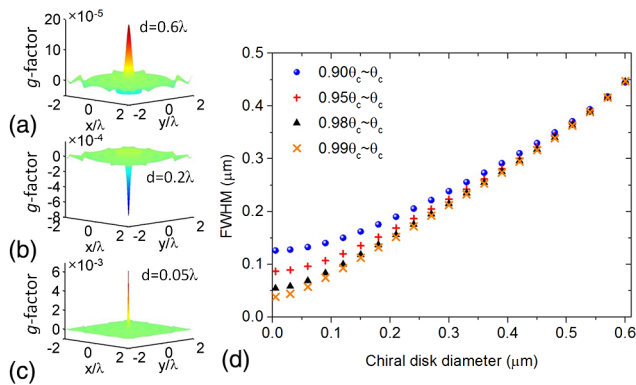 ×10⁻⁵
20
15
10
5
0
g-factor
d=0.6λ
-2
0
2
x/λ
-2
0
2
y/λ
(a)
×10⁻⁴
0
-2
-4
-6
-8
g-factor
d=0.2λ
-2
0
2
x/λ
-2
0
2
y/λ
(b)
×10⁻³
6
4
2
0
g-factor
d=0.05λ
-2
0
2
x/λ
-2
0
2
y/λ
(c)
(d)
FWHM (μm)
0.5
0.4
0.3
0.2
0.1
0.0
0.90θc~θc
0.95θc~θc
0.98θc~θc
0.99θc~θc
0.0 0.1 0.2 0.3 0.4 0.5 0.6
Chiral disk diameter (μm)